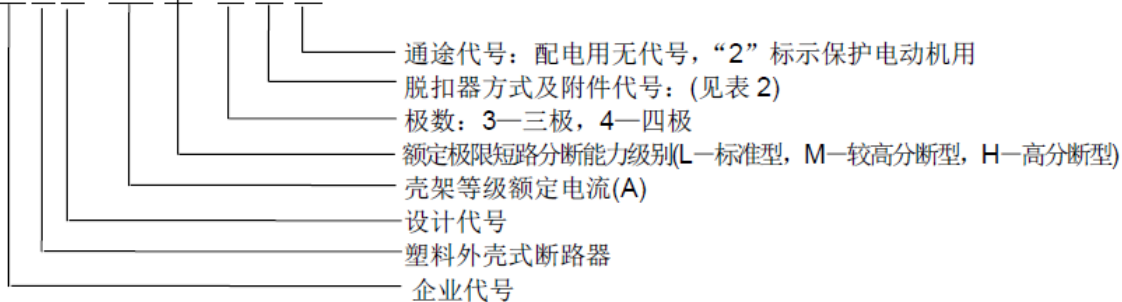 通途代号：配电用无代号，“2”标示保护电动机用
脱扣器方式及附件代号：(见表 2)
极数：3—三极，4—四极
额定极限短路分断能力级别(L—标准型，M—较高分断型，H—高分断型)
壳架等级额定电流(A)
设计代号
塑料外壳式断路器
企业代号